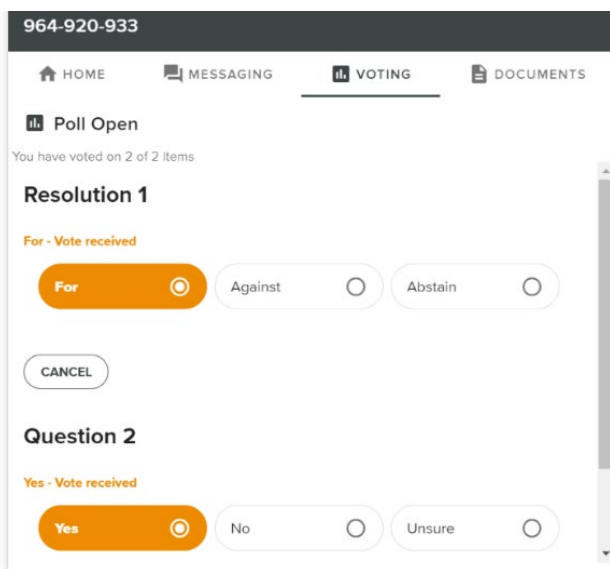 964-920-933
HOME MESSAGING VOTING DOCUMENTS
Poll Open
You have voted on 2 of 2 items
Resolution 1
For - Vote received
For Against Abstain
CANCEL
Question 2
Yes - Vote received
Yes No Unsure